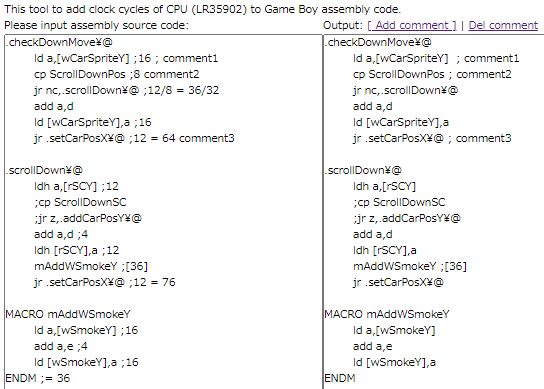 This tool to add clock cycles of CPU (LR35902) to Game Boy assembly code.
Please input assembly source code:
.checkDownMove¥@
ld a,[wCarSpriteY] ;16 ; comment1
cp ScrollDownPos ;8 comment2
jr nc,.scrollDown¥@ ;12/8 = 36/32
add a,d
ld [wCarSpriteY],a ;16
jr .setCarPosX¥@ ;12 = 64 comment3
.scrollDown¥@
ldh a,[rSCY] ;12
;cp ScrollDownSC
;jr z,.addCarPosY¥@
add a,d ;4
ldh [rSCY],a ;12
mAddWSmokeY ;[36]
jr .setCarPosX¥@ ;12 = 76
MACRO mAddWSmokeY
ld a,[wSmokeY] ;16
add a,e ;4
ld [wSmokeY],a ;16
ENDM ;= 36
Output: [ Add comment ] | Del comment
.checkDownMove¥@
ld a,[wCarSpriteY] ; comment1
cp ScrollDownPos ; comment2
jr nc,.scrollDown¥@
add a,d
ld [wCarSpriteY],a
jr .setCarPosX¥@ ; comment3
.scrollDown¥@
ldh a,[rSCY]
;cp ScrollDownSC
;jr z,.addCarPosY¥@
add a,d
ldh [rSCY],a
mAddWSmokeY ;[36]
jr .setCarPosX¥@
MACRO mAddWSmokeY
ld a,[wSmokeY]
add a,e
ld [wSmokeY],a
ENDM